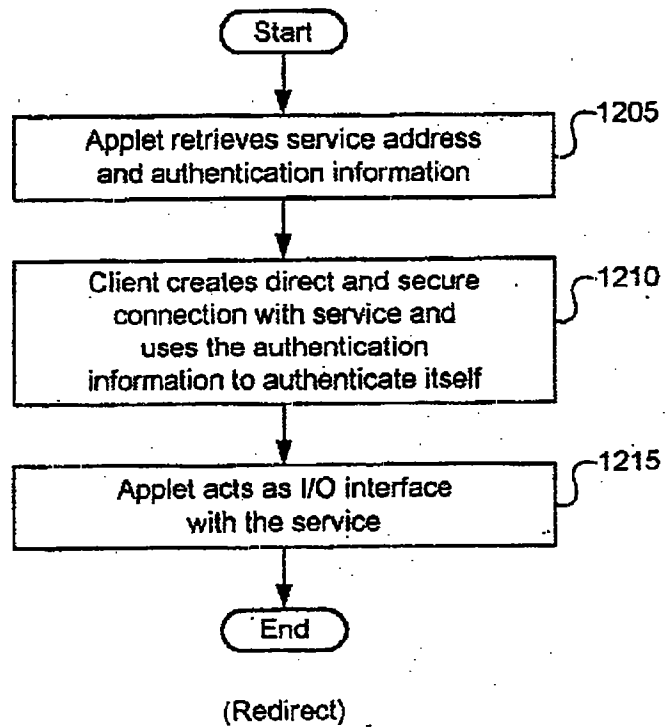 Start
1205
Applet retrieves service address
and authentication information
1210
Client creates direct and secure
connection with service and
uses the authentication
information to authenticate itself
1215
Applet acts as I/O interface
with the service
End
(Redirect)